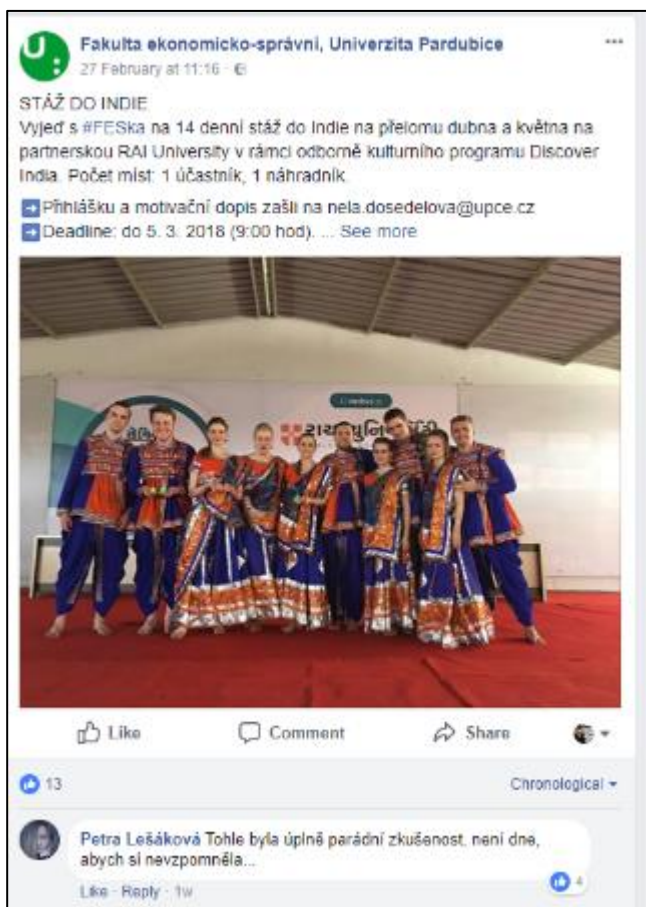 Fakulta ekonomicko-správní, Univerzita Pardubice
27 February at 11:16
STÁŽ DO INDIE
Vyjeď s #FESka na 14 denní stáž do Indie na přelomu dubna a května na
partnerskou RAI University v rámci odborně kulturního programu Discover
India. Počet míst: 1 účastník, 1 náhradník.
Přihlášku a motivační dopis zašli na nela.dosedelova@upce.cz
Deadline: do 5. 3. 2018 (9:00 hod). ... See more
Like Comment Share
13 Chronological
Petra Lešáková Tohle byla úplně parádní zkušenost, není dne,
abych si nevzpomněla...
Like · Reply · 1w 4